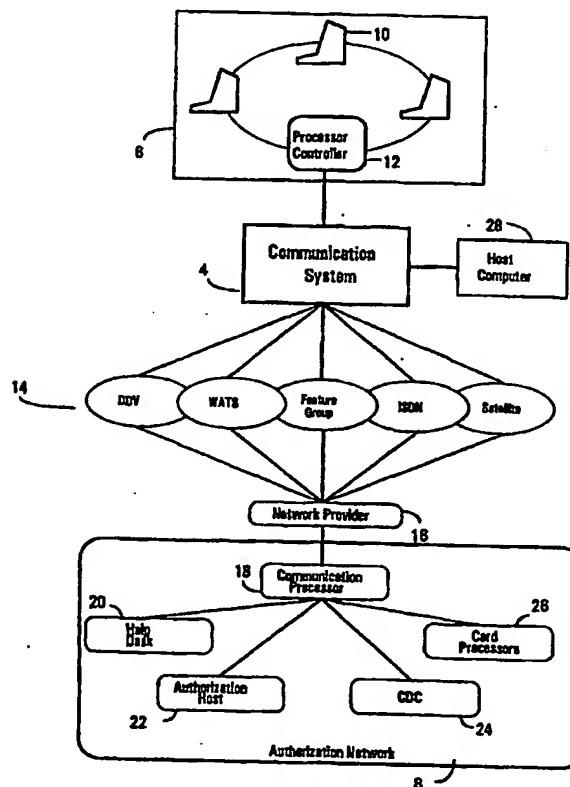 10
Processor
Controller
12
6
28
Communication
System
4
Host
Computer
14
DOV
WATS
Feature
Group
ISDN
Satellite
Network Provider
16
18
Communication
Processor
20
Help
Desk
26
Card
Processors
Authorization
Host
22
CDC
24
Authorization Network
8